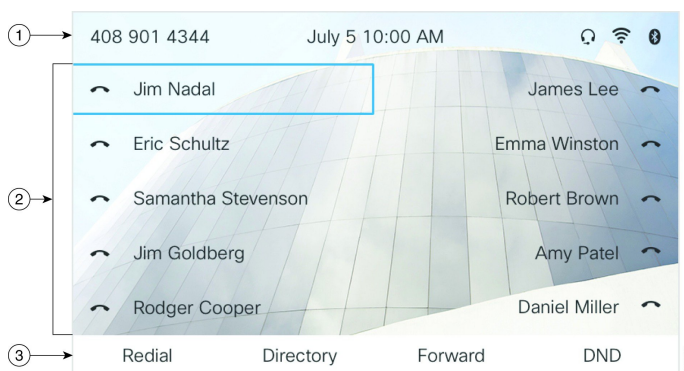 1 408 901 4344 July 5 10:00 AM
Jim Nadal James Lee
Eric Schultz Emma Winston
2 Samantha Stevenson Robert Brown
Jim Goldberg Amy Patel
Rodger Cooper Daniel Miller
3 Redial Directory Forward DND